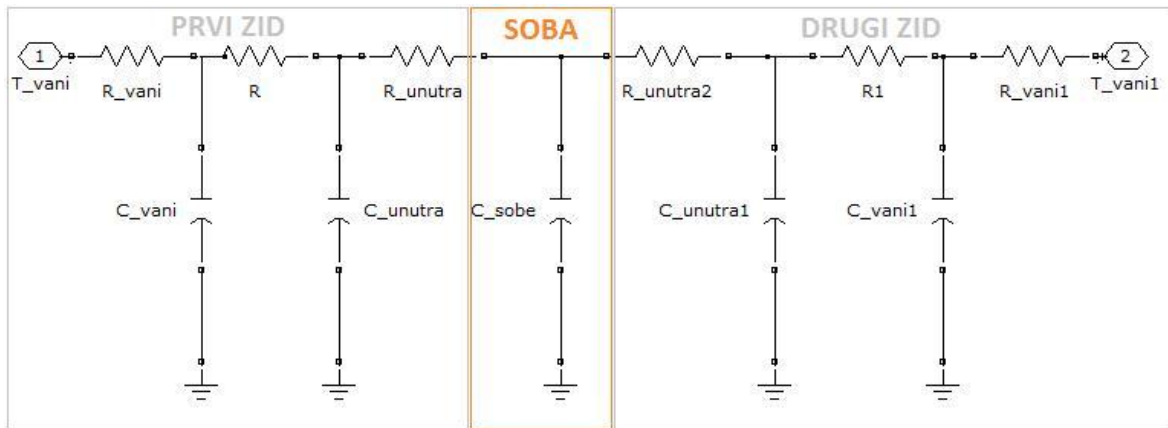 PRVI ZID
SOBA
DRUGI ZID
1
2
T_vani
R_vani
R
R_unutra
R_unutra2
R1
R_vani1
T_vani1
C_vani
C_unutra
C_sobe
C_unutra1
C_vani1